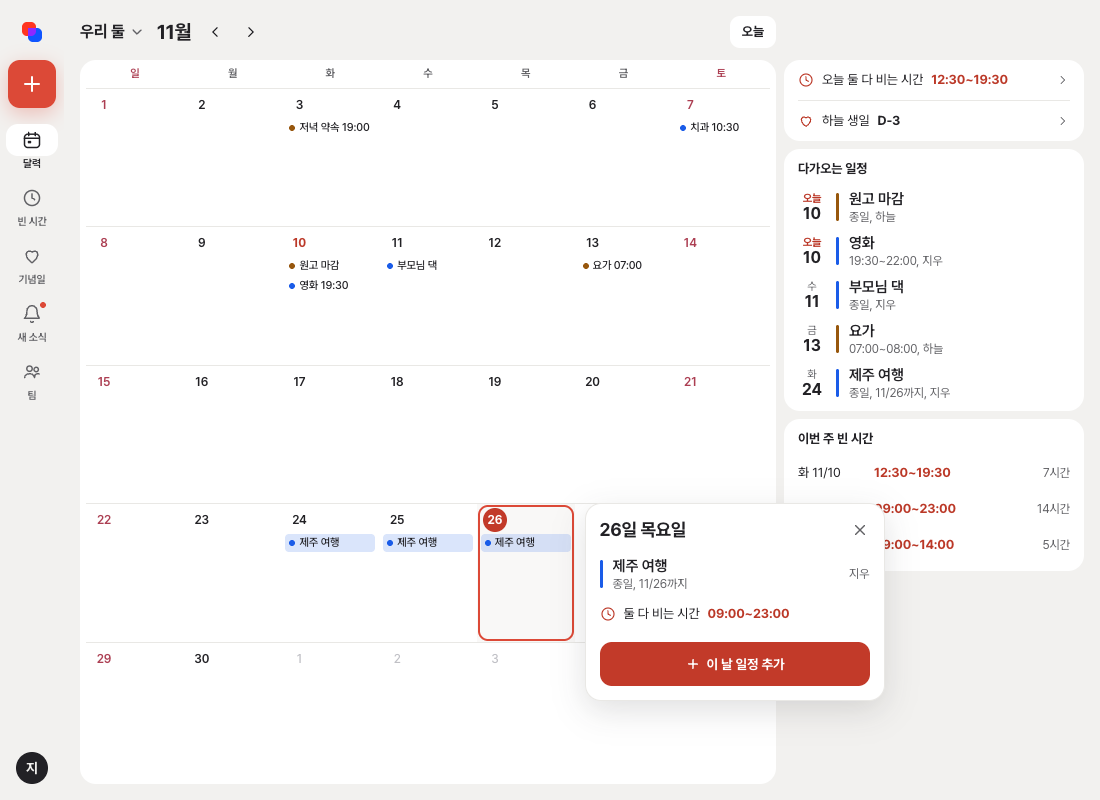 우리 둘 11월 오늘
달력
빈 시간
기념일
새 소식
팀
지
일 월 화 수 목 금 토
1 2 3 4 5 6 7
저녁 약속 19:00 치과 10:30
8 9 10 11 12 13 14
원고 마감 부모님 댁 요가 07:00
영화 19:30
15 16 17 18 19 20 21
22 23 24 25 26
제주 여행 제주 여행 제주 여행
29 30 1 2 3
26일 목요일
제주 여행
종일, 11/26까지 지우
둘 다 비는 시간 09:00~23:00
이 날 일정 추가
오늘 둘 다 비는 시간 12:30~19:30
하늘 생일 D-3
다가오는 일정
오늘 10 원고 마감
종일, 하늘
오늘 10 영화
19:30~22:00, 지우
수 11 부모님 댁
종일, 지우
금 13 요가
07:00~08:00, 하늘
화 24 제주 여행
종일, 11/26까지, 지우
이번 주 빈 시간
화 11/10 12:30~19:30 7시간
:00~23:00 14시간
:00~14:00 5시간